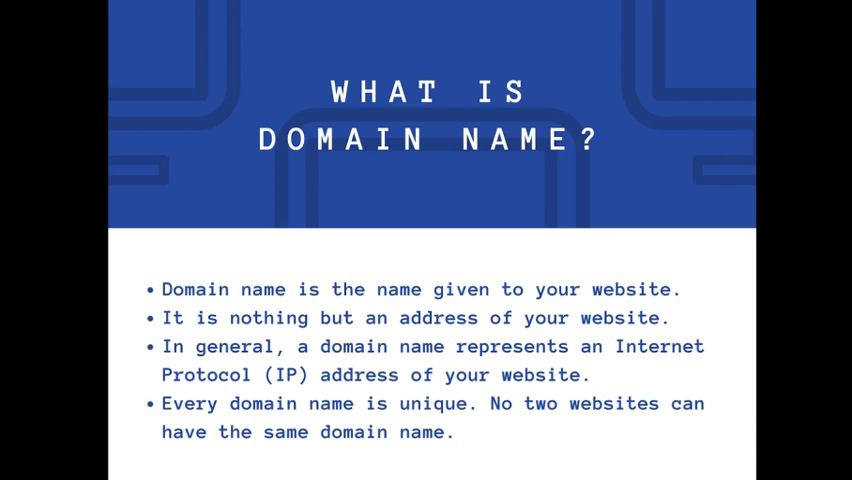 WHAT IS
DOMAIN NAME?
• Domain name is the name given to your website.
• It is nothing but an address of your website.
• In general, a domain name represents an Internet
Protocol (IP) address of your website.
• Every domain name is unique. No two websites can
have the same domain name.